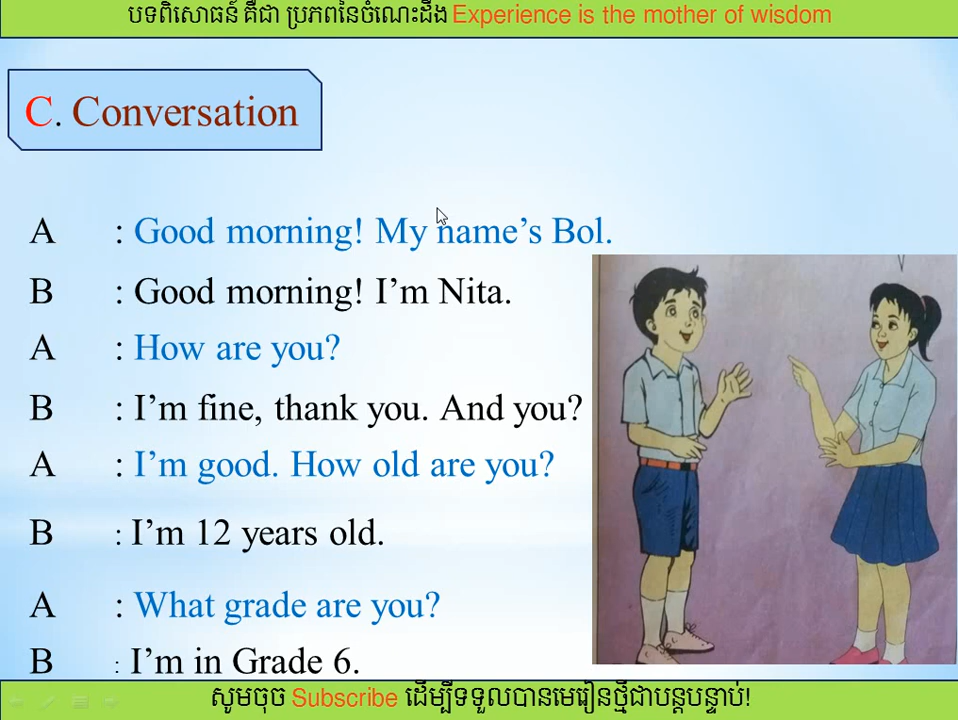 បទពិសោធន៍ គឺជា ប្រភពនៃចំណេះដឹង Experience is the mother of wisdom
C. Conversation
A : Good morning! My name’s Bol.
B : Good morning! I’m Nita.
A : How are you?
B : I’m fine, thank you. And you?
A : I’m good. How old are you?
B : I’m 12 years old.
A : What grade are you?
B : I’m in Grade 6.
សូមចុច Subscribe ដើម្បីទទួលបានមេរៀនថ្មីជាបន្តបន្ទាប់!